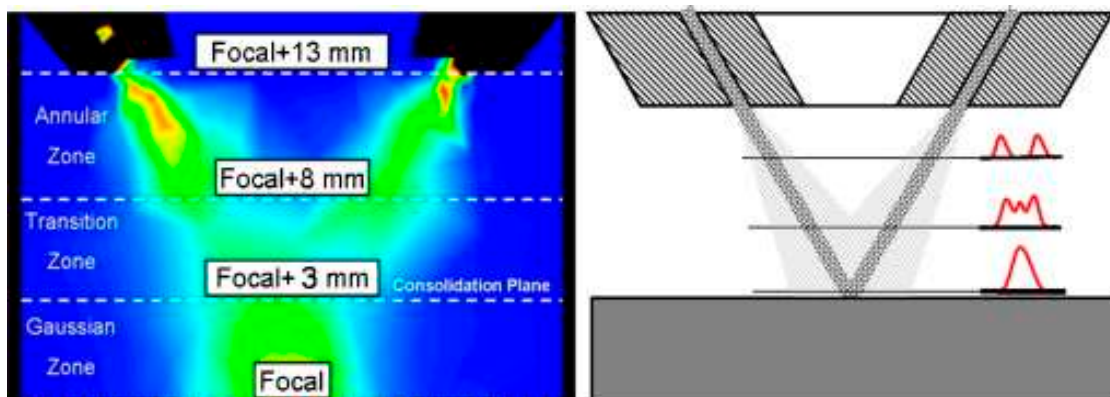 Focal+13 mm
Annular
Zone
Focal+8 mm
Transition
Zone
Focal+ 3 mm
Consolidation Plane
Gaussian
Zone
Focal